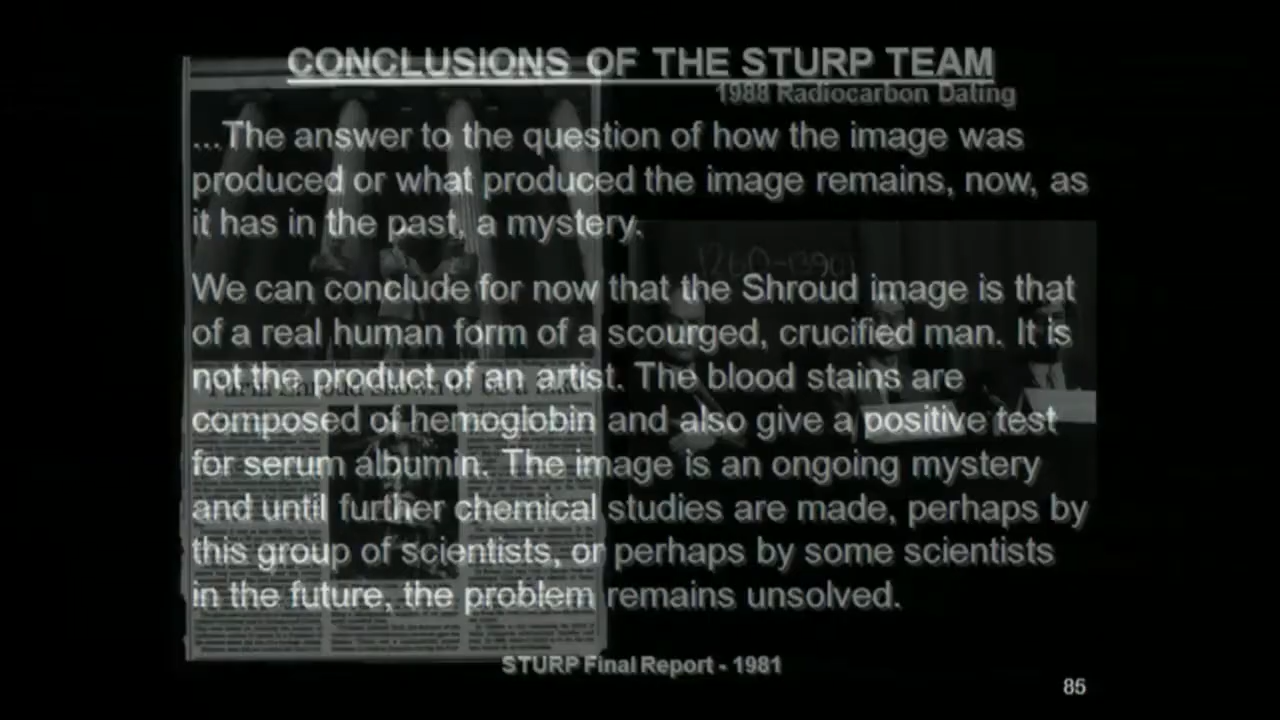 CONCLUSIONS OF THE STURP TEAM
1988 Radiocarbon Dating
...The answer to the question of how the image was
produced or what produced the image remains, now, as
it has in the past, a mystery.
1260-1390!
We can conclude for now that the Shroud image is that
of a real human form of a scourged, crucified man. It is
not the product of an artist. The blood stains are
composed of hemoglobin and also give a positive test
for serum albumin. The image is an ongoing mystery
and until further chemical studies are made, perhaps by
this group of scientists, or perhaps by some scientists
in the future, the problem remains unsolved.
STURP Final Report - 1981
85